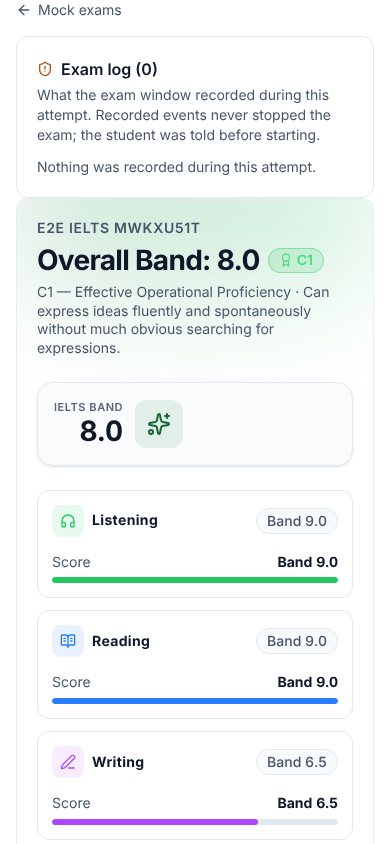 Mock exams
Exam log (0)
What the exam window recorded during this
attempt. Recorded events never stopped the
exam; the student was told before starting.
Nothing was recorded during this attempt.
E2E IELTS MWKXU51T
Overall Band: 8.0 C1
C1 — Effective Operational Proficiency · Can
express ideas fluently and spontaneously
without much obvious searching for
expressions.
IELTS BAND
8.0
Listening Band 9.0
Score Band 9.0
Reading Band 9.0
Score Band 9.0
Writing Band 6.5
Score Band 6.5